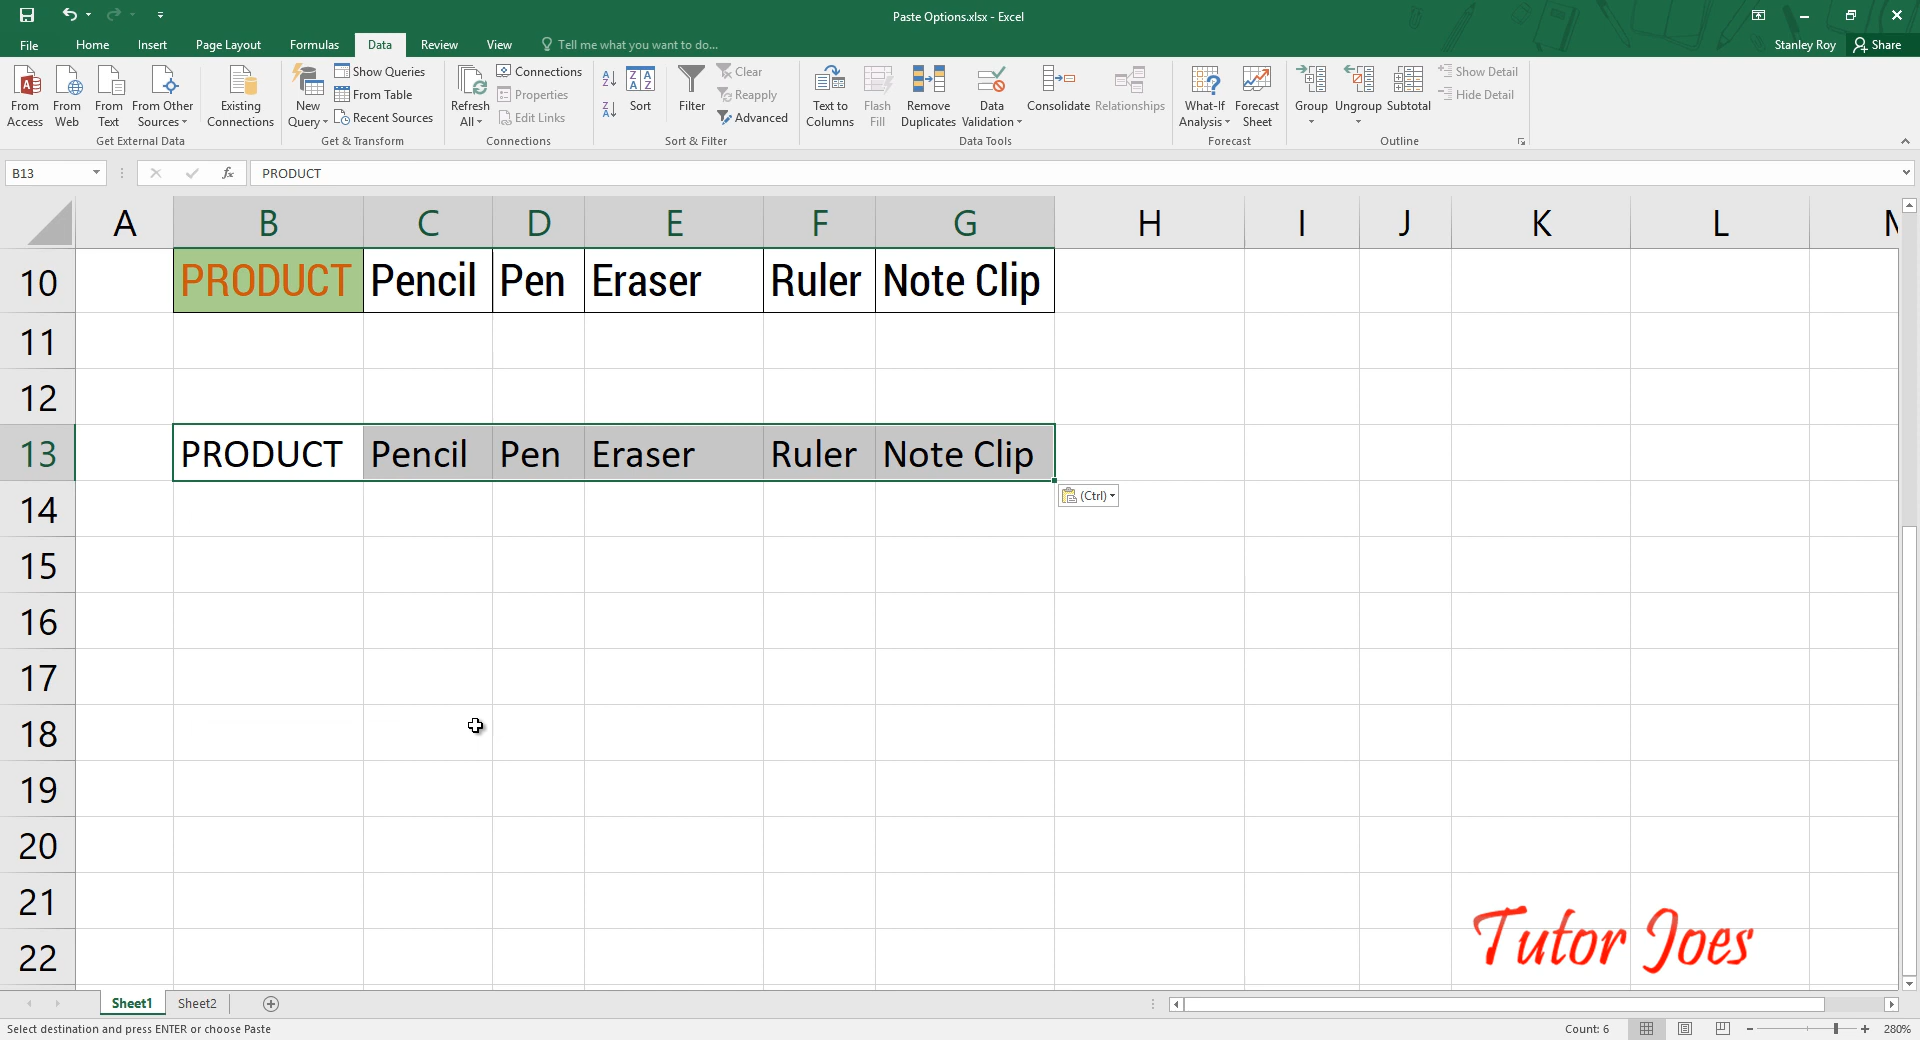 Paste Options.xlsx - Excel
File Home Insert Page Layout Formulas Data Review View Tell me what you want to do... Stanley Roy Share
From Access
From Web
From Text
From Other Sources
Get External Data
Existing Connections
New Query
Show Queries
From Table
Recent Sources
Get & Transform
Refresh All
Connections
Properties
Edit Links
Connections
Sort
Filter
Clear
Reapply
Advanced
Sort & Filter
Text to Columns
Flash Fill
Remove Duplicates
Data Validation
Consolidate
Relationships
Data Tools
What-If Analysis
Forecast Sheet
Forecast
Group
Ungroup
Subtotal
Show Detail
Hide Detail
Outline
B13 fx PRODUCT
A B C D E F G H I J K L
10 PRODUCT Pencil Pen Eraser Ruler Note Clip
11
12
13 PRODUCT Pencil Pen Eraser Ruler Note Clip
(Ctrl)
14
15
16
17
18
19
20
21
22
Tutor Joes
Sheet1 Sheet2
Select destination and press ENTER or choose Paste Count: 6 280%